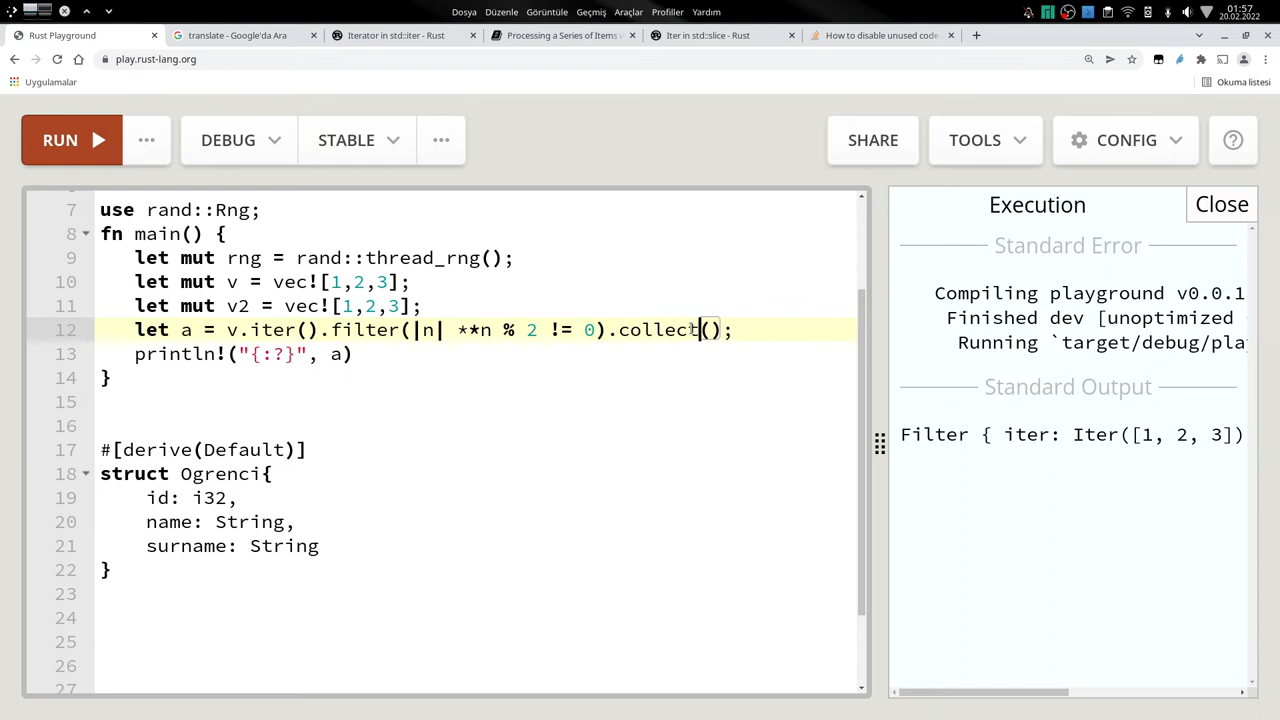 Dosya Düzenle Görüntüle Geçmiş Araçlar Profiller Yardım
01:57
20.02.2022
Rust Playground
translate - Google'da Ara
Iterator in std::iter - Rust
Processing a Series of Items v
Iter in std::slice - Rust
How to disable unused code
play.rust-lang.org
Uygulamalar
Okuma listesi
RUN
DEBUG
STABLE
SHARE
TOOLS
CONFIG
7 use rand::Rng;
8 fn main() {
9 let mut rng = rand::thread_rng();
10 let mut v = vec![1,2,3];
11 let mut v2 = vec![1,2,3];
12 let a = v.iter().filter(|n| **n % 2 != 0).collect();
13 println!("{:?}", a)
14 }
15
16
17 #[derive(Default)]
18 struct Ogrenci{
19 id: i32,
20 name: String,
21 surname: String
22 }
23
24
25
26
27
Execution
Close
Standard Error
Compiling playground v0.0.1
Finished dev [unoptimized
Running `target/debug/play
Standard Output
Filter { iter: Iter([1, 2, 3])